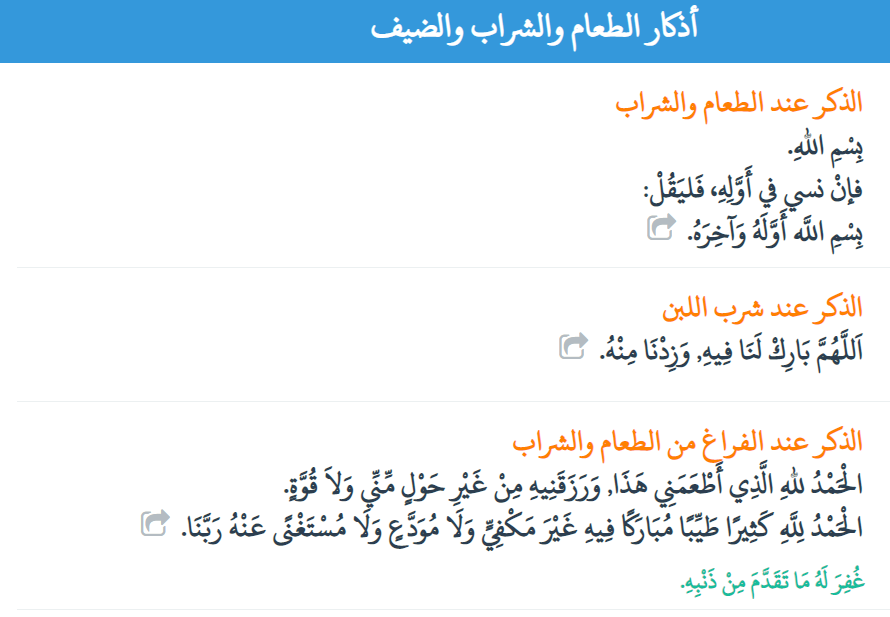 أذكار الطعام والشراب والضيف
الذكر عند الطعام والشراب
بِسْمِ اللهِ.
فإنْ نسي في أَوَّلِهِ، فَليَقُلْ:
بِسْمِ اللَّه أَوَّلَهُ وَآخِرَهُ.
الذكر عند شرب اللبن
اَللَّهُمَّ بَارِكْ لَنَا فِيهِ, وَزِدْنَا مِنْهُ.
الذكر عند الفراغ من الطعام والشراب
الْحَمْدُ للهِ الَّذِي أَطْعَمَنِي هَذَا, وَرَزَقَنِيهِ مِنْ غَيْرِ حَوْلٍ مِّنِّي وَلاَ قُوَّةٍ.
الْحَمْدُ لِلَّهِ كَثِيرًا طَيِّبًا مُبَارَكًا فِيهِ غَيْرَ مَكْفِيٍّ وَلَا مُوَدَّعٍ وَلَا مُسْتَغْنًى عَنْهُ رَبَّنَا.
غُفِرَ لَهُ مَا تَقَدَّمَ مِنْ ذَنْبِهِ.